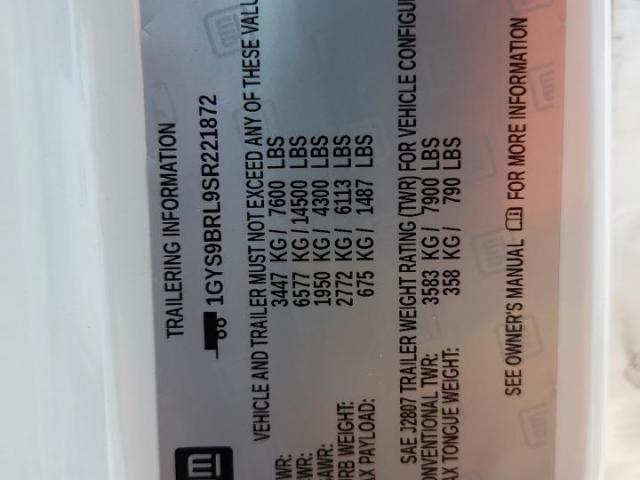 TRAILERING INFORMATION
1GYS9BRL9SR221872
VEHICLE AND TRAILER MUST NOT EXCEED ANY OF THESE VALU
WR: 3447 KG / 7600 LBS
WR: 6577 KG / 14500 LBS
AWR: 1950 KG / 4300 LBS
RB WEIGHT: 2772 KG / 6113 LBS
AX PAYLOAD: 675 KG / 1487 LBS
SAE J2807 TRAILER WEIGHT RATING (TWR) FOR VEHICLE CONFIGU
ONVENTIONAL TWR: 3583 KG / 7900 LBS
AX TONGUE WEIGHT: 358 KG / 790 LBS
SEE OWNER'S MANUAL FOR MORE INFORMATION
gm